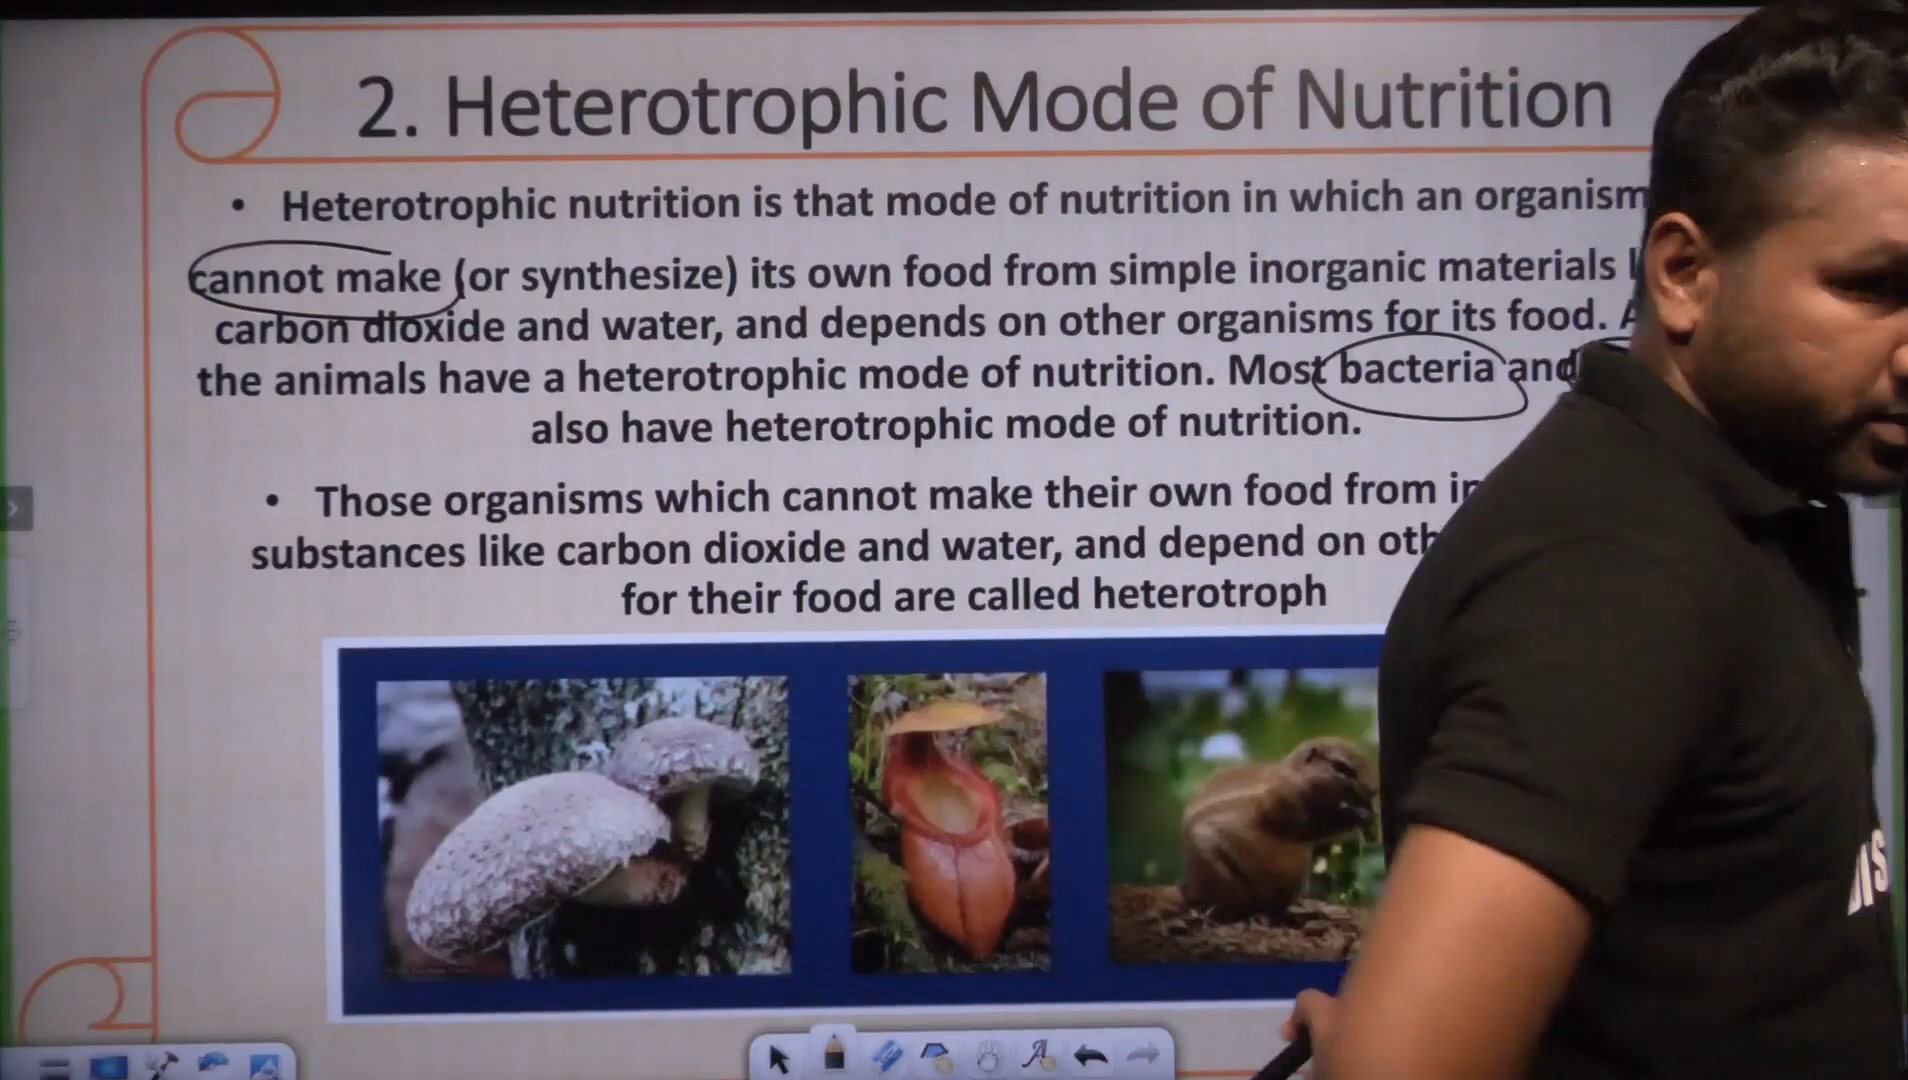 2. Heterotrophic Mode of Nutrition
• Heterotrophic nutrition is that mode of nutrition in which an organism
cannot make (or synthesize) its own food from simple inorganic materials
carbon dioxide and water, and depends on other organisms for its food.
the animals have a heterotrophic mode of nutrition. Most bacteria and
also have heterotrophic mode of nutrition.
• Those organisms which cannot make their own food from
substances like carbon dioxide and water, and depend on
for their food are called heterotroph